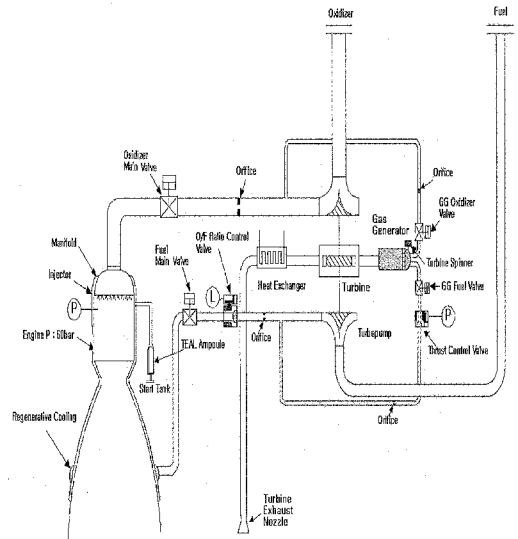 Oxidizer
Fuel
Oxidizer
Main Valve
Orifice
Orifice
Gas
Generator
GG Oxidizer
Valve
Manifold
Fuel
Main Valve
O/F Ratio Control
Valve
Injector
Turbine Spinner
L
Heat Exchanger
Turbine
GG Fuel Valve
P
P
Engine P : 60bar
TEAL Ampoule
Orifice
Turbopump
Thrust Control Valve
Start Tank
Orifice
Regenerative Cooling
Turbine
Exhaust
Nozzle